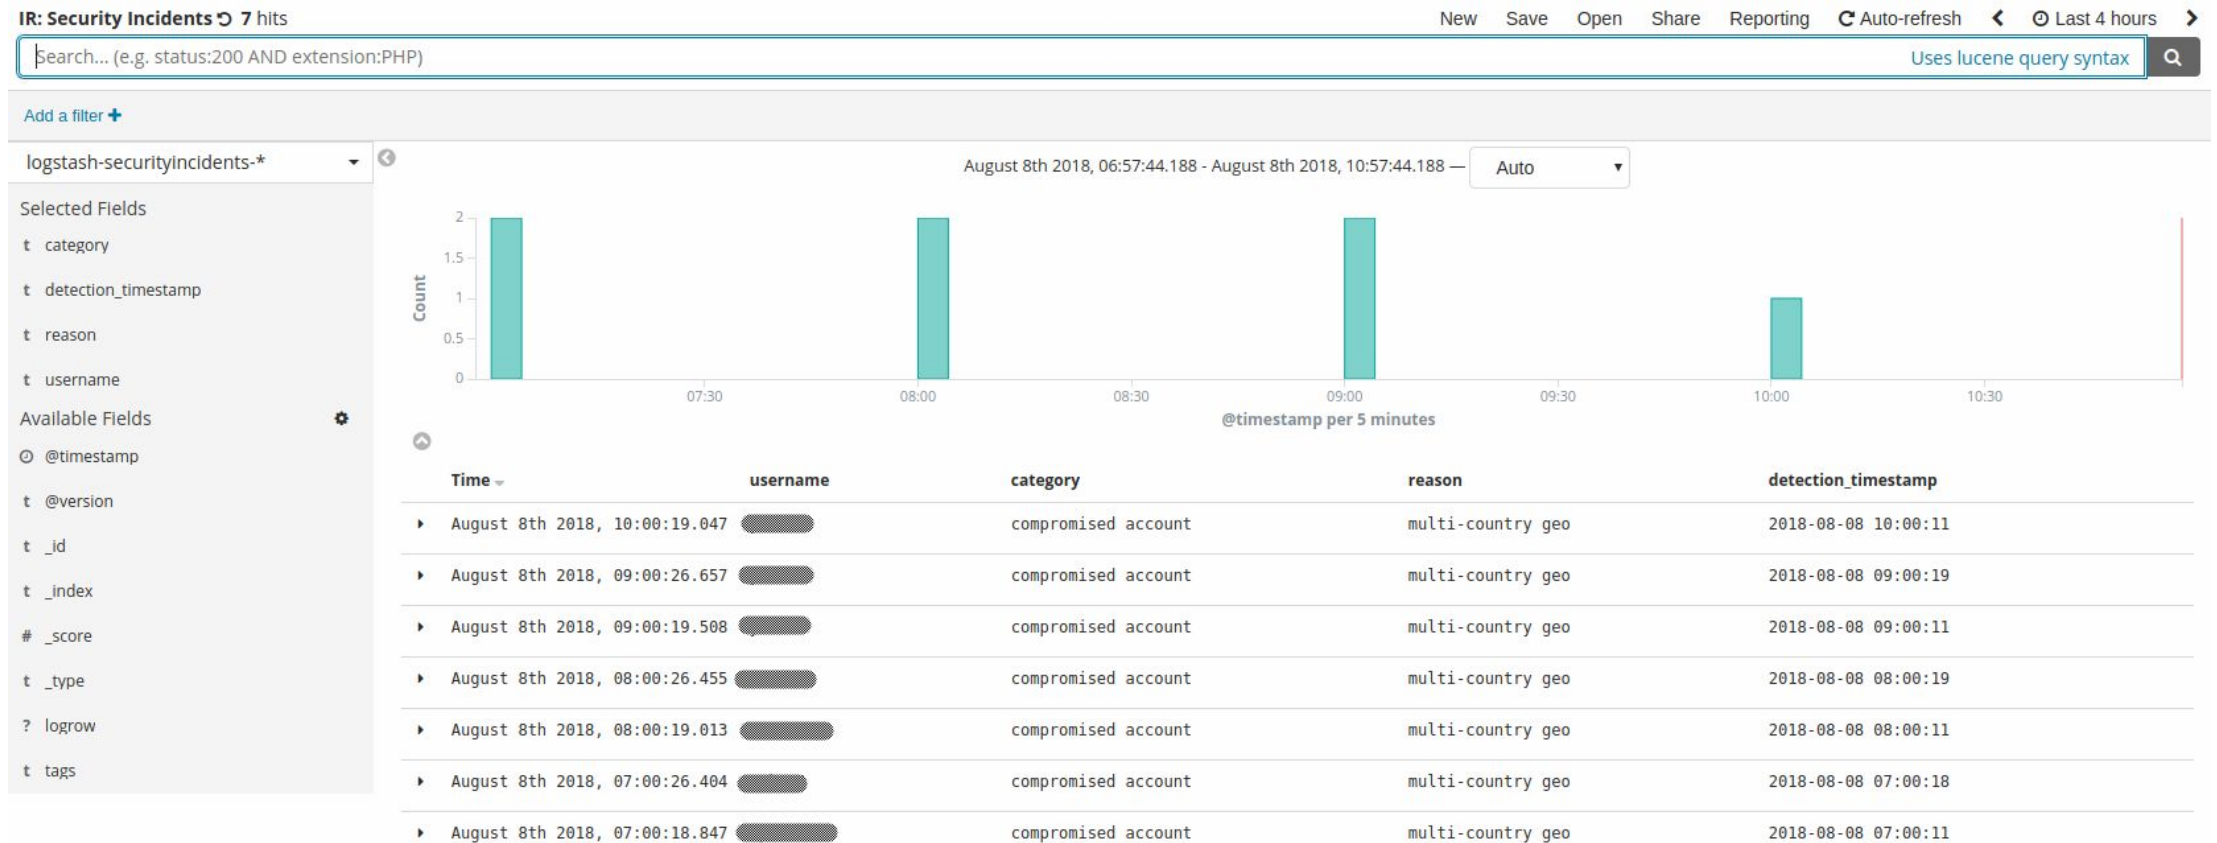 IR: Security Incidents 7 hits
New Save Open Share Reporting Auto-refresh Last 4 hours
Search... (e.g. status:200 AND extension:PHP) Uses lucene query syntax
Add a filter
logstash-securityincidents-*
August 8th 2018, 06:57:44.188 - August 8th 2018, 10:57:44.188 — Auto
Selected Fields
t category
t detection_timestamp
t reason
t username
Available Fields
@timestamp
t @version
t _id
t _index
# _score
t _type
? logrow
t tags
Count
2
1.5
1
0.5
0
07:30 08:00 08:30 09:00 09:30 10:00 10:30
@timestamp per 5 minutes
Time username category reason detection_timestamp
August 8th 2018, 10:00:19.047 compromised account multi-country geo 2018-08-08 10:00:11
August 8th 2018, 09:00:26.657 compromised account multi-country geo 2018-08-08 09:00:19
August 8th 2018, 09:00:19.508 compromised account multi-country geo 2018-08-08 09:00:11
August 8th 2018, 08:00:26.455 compromised account multi-country geo 2018-08-08 08:00:19
August 8th 2018, 08:00:19.013 compromised account multi-country geo 2018-08-08 08:00:11
August 8th 2018, 07:00:26.404 compromised account multi-country geo 2018-08-08 07:00:18
August 8th 2018, 07:00:18.847 compromised account multi-country geo 2018-08-08 07:00:11